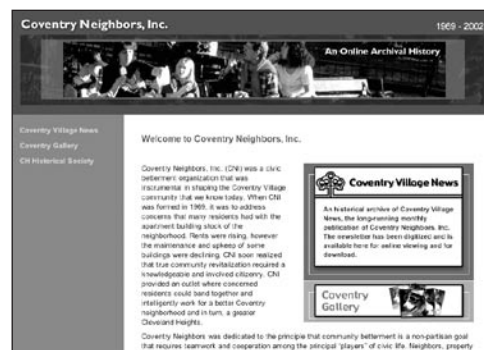 Coventry Neighbors, Inc.
1969 - 2002
An Online Archival History
Coventry Village News
Coventry Gallery
CH Historical Society
Welcome to Coventry Neighbors, Inc.
Coventry Neighbors, Inc. (CNI) was a civic
betterment organization that was
instrumental in shaping the Coventry Village
community that we know today. When CNI
was formed in 1969, it was to address
concerns that many residents had with the
apartment building stock of the
neighborhood. Rents were rising, however
the maintenance and upkeep of some
buildings were declining. CNI soon realized
that true community revitalization required a
knowledgeable and involved citizenry. CNI
provided an outlet where concerned
residents could band together and
intelligently work for a better Coventry
neighborhood and in turn, a greater
Cleveland Heights.
Coventry Village News
An historical archive of Coventry Village
News, the long-running monthly
publication of Coventry Neighbors, Inc.
The newsletter has been digitized and is
available here for online viewing and for
download.
Coventry
Gallery
Coventry Neighbors was dedicated to the principle that community betterment is a non-partisan goal
that requires teamwork and cooperation among the principal "players" of civic life. Neighbors, property